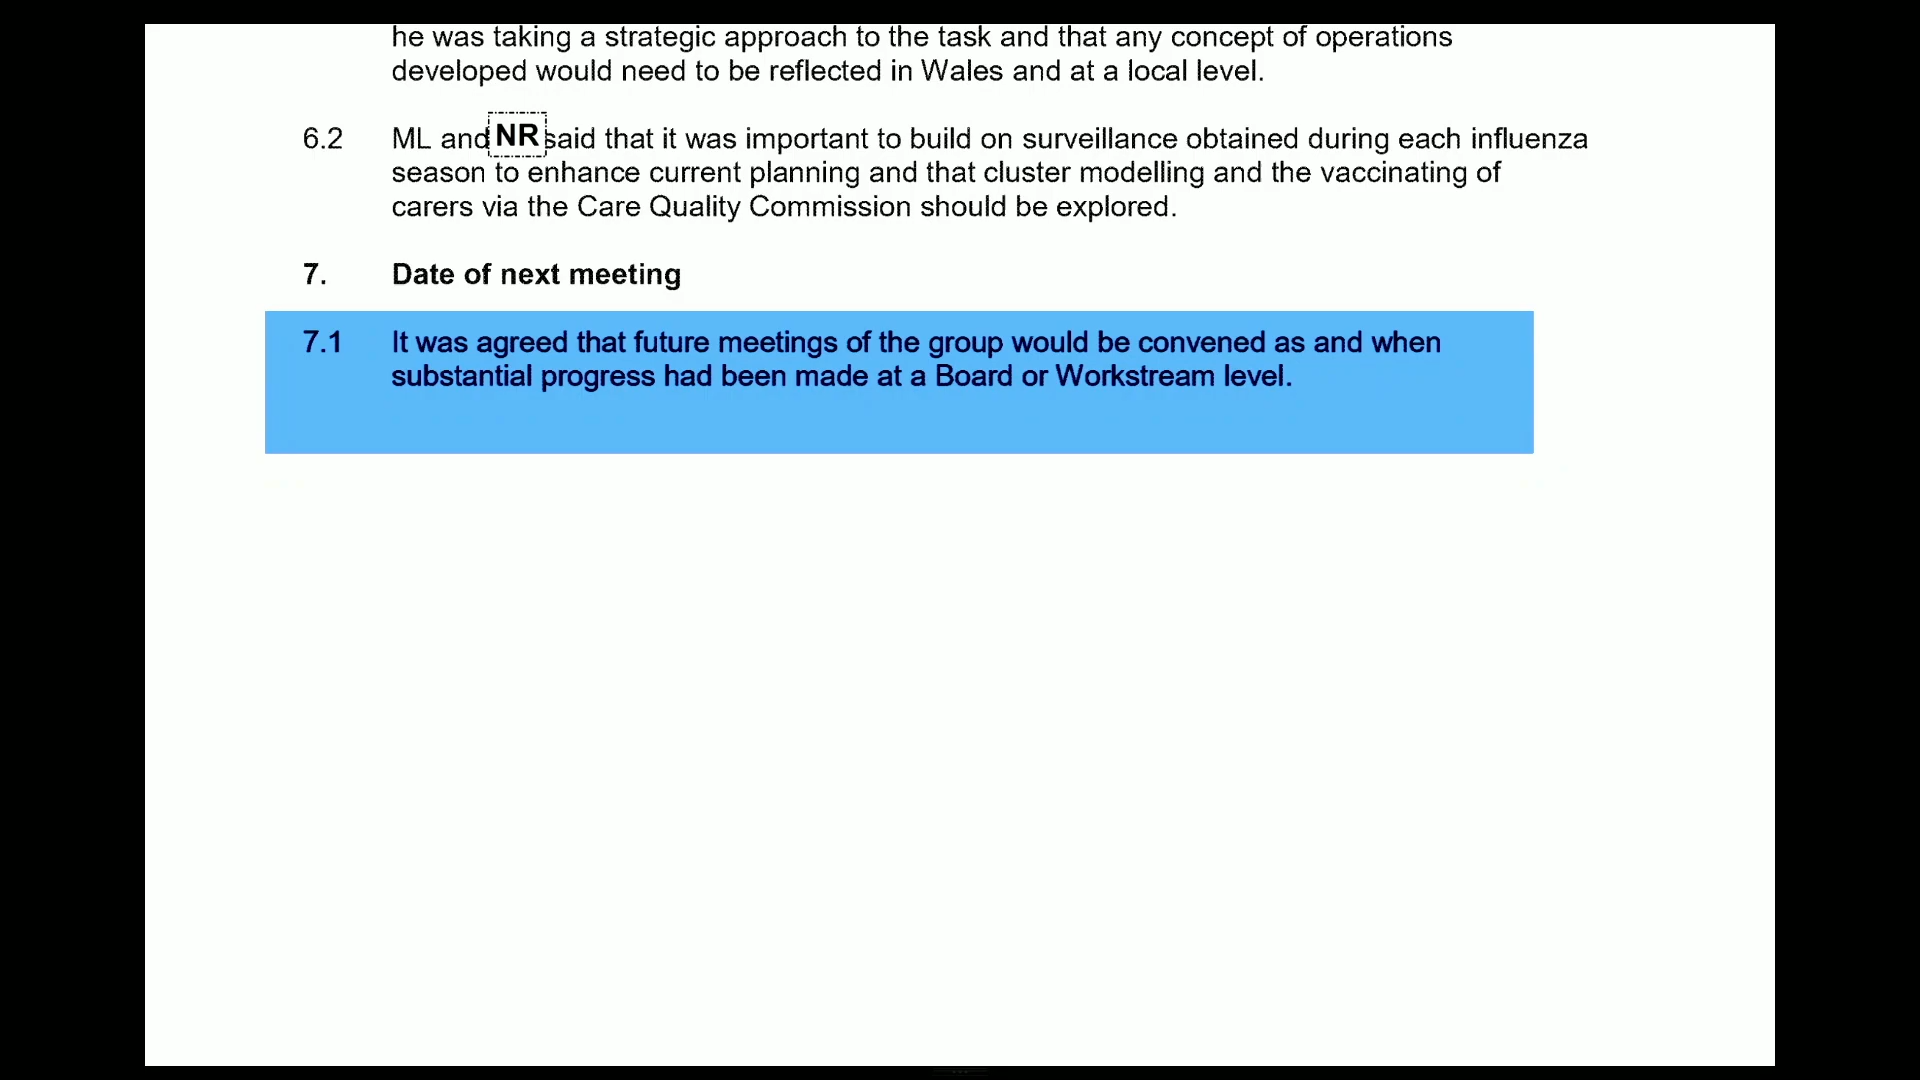 he was taking a strategic approach to the task and that any concept of operations
developed would need to be reflected in Wales and at a local level.
6.2 ML and NR said that it was important to build on surveillance obtained during each influenza
season to enhance current planning and that cluster modelling and the vaccinating of
carers via the Care Quality Commission should be explored.
7. Date of next meeting
7.1 It was agreed that future meetings of the group would be convened as and when
substantial progress had been made at a Board or Workstream level.